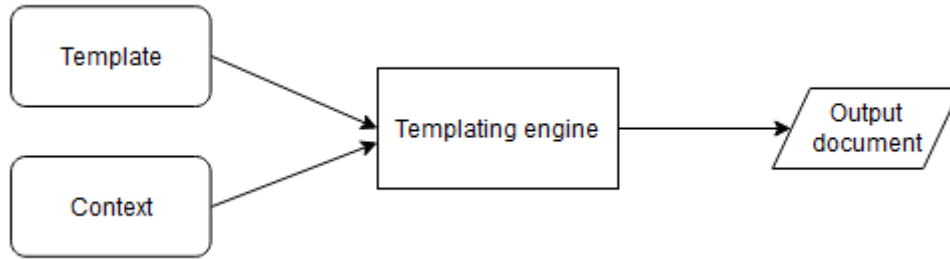 Template
Templating engine
Output
document
Context